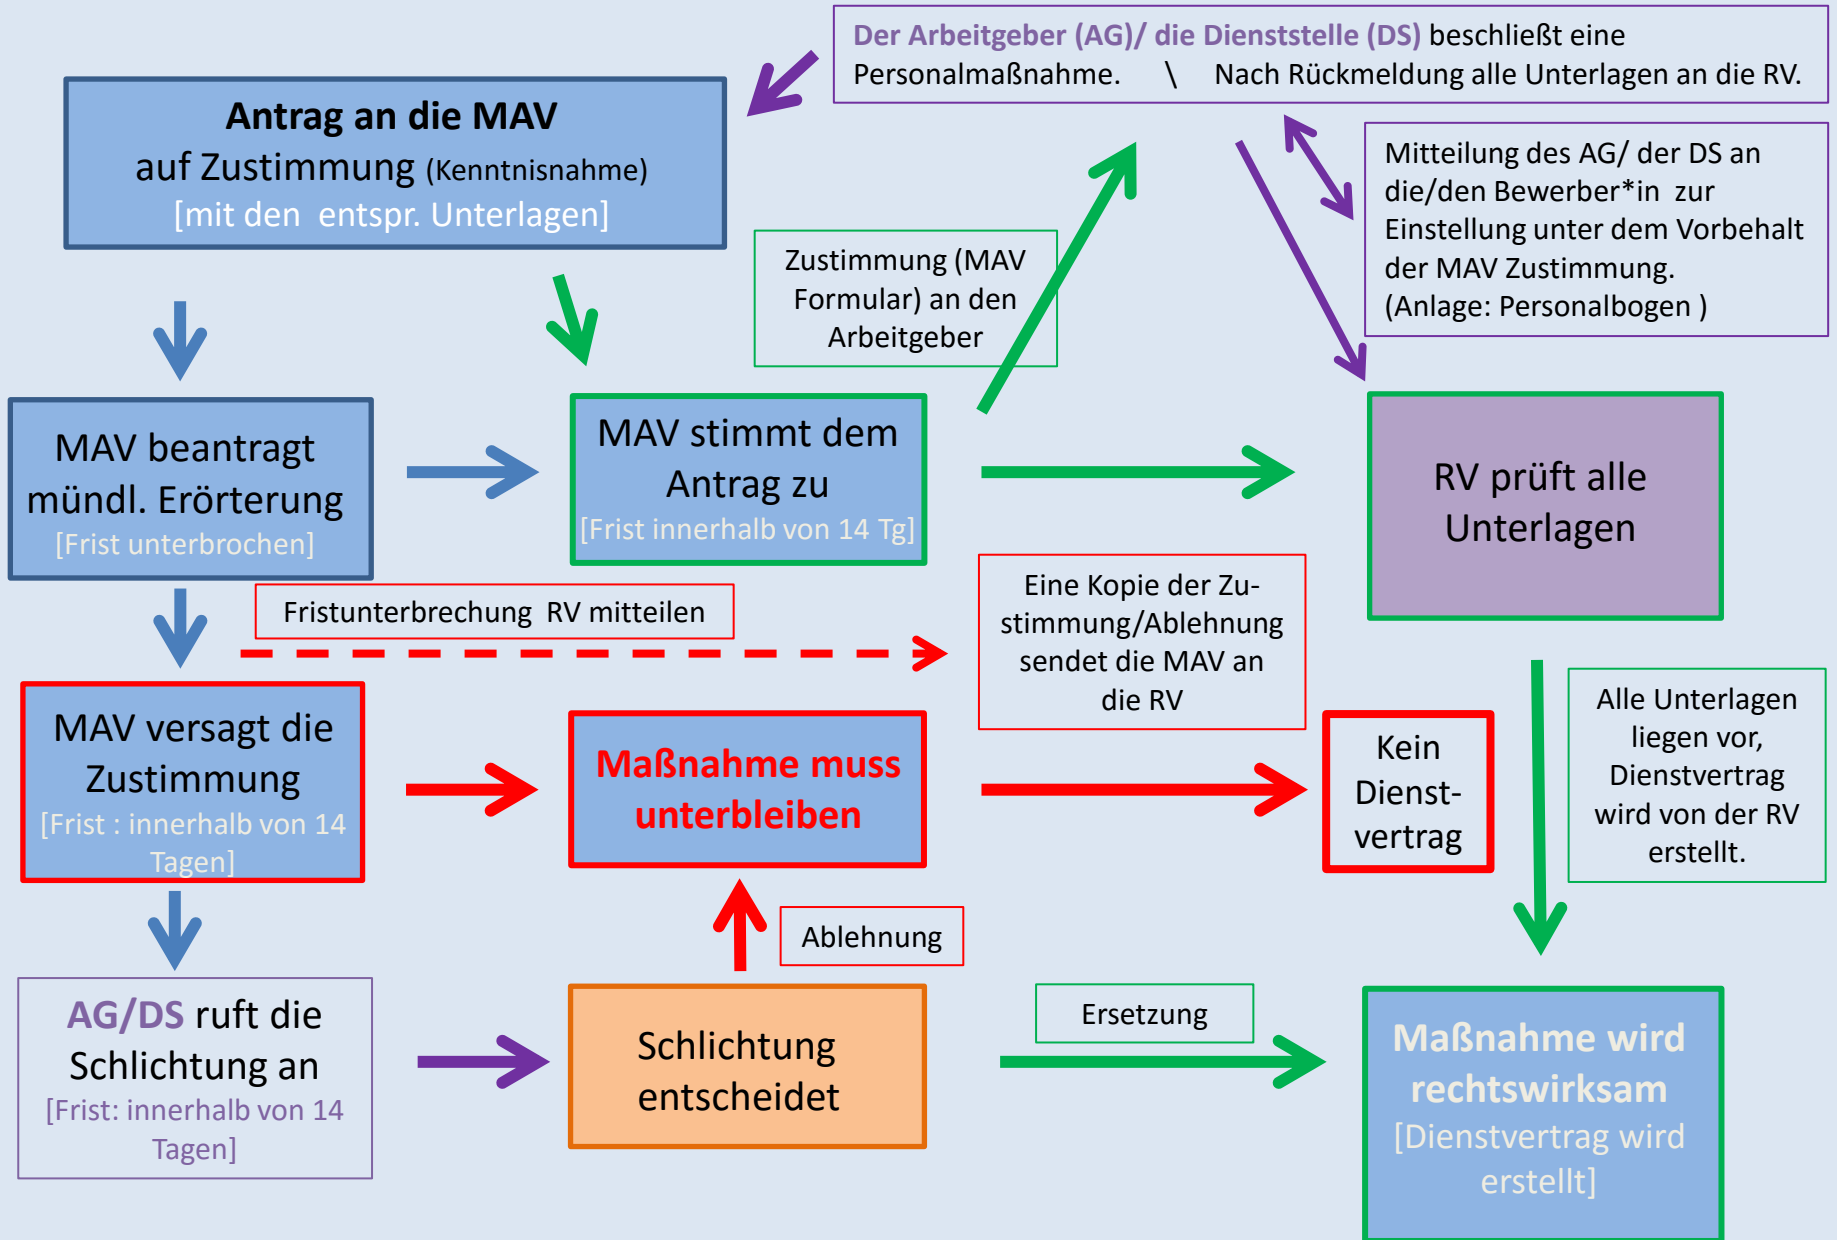 Der Arbeitgeber (AG)/ die Dienststelle (DS) beschließt eine
Personalmaßnahme. \ Nach Rückmeldung alle Unterlagen an die RV.
Antrag an die MAV
auf Zustimmung (Kenntnisnahme)
[mit den entspr. Unterlagen]
Mitteilung des AG/ der DS an
die/den Bewerber*in zur
Einstellung unter dem Vorbehalt
der MAV Zustimmung.
(Anlage: Personalbogen )
Zustimmung (MAV
Formular) an den
Arbeitgeber
MAV beantragt
mündl. Erörterung
[Frist unterbrochen]
MAV stimmt dem
Antrag zu
[Frist innerhalb von 14 Tg]
RV prüft alle
Unterlagen
Fristunterbrechung RV mitteilen
Eine Kopie der Zu-
stimmung/Ablehnung
sendet die MAV an
die RV
MAV versagt die
Zustimmung
[Frist : innerhalb von 14
Tagen]
Maßnahme muss
unterbleiben
Kein
Dienst-
vertrag
Alle Unterlagen
liegen vor,
Dienstvertrag
wird von der RV
erstellt.
Ablehnung
AG/DS ruft die
Schlichtung an
[Frist: innerhalb von 14
Tagen]
Schlichtung
entscheidet
Ersetzung
Maßnahme wird
rechtswirksam
[Dienstvertrag wird
erstellt]